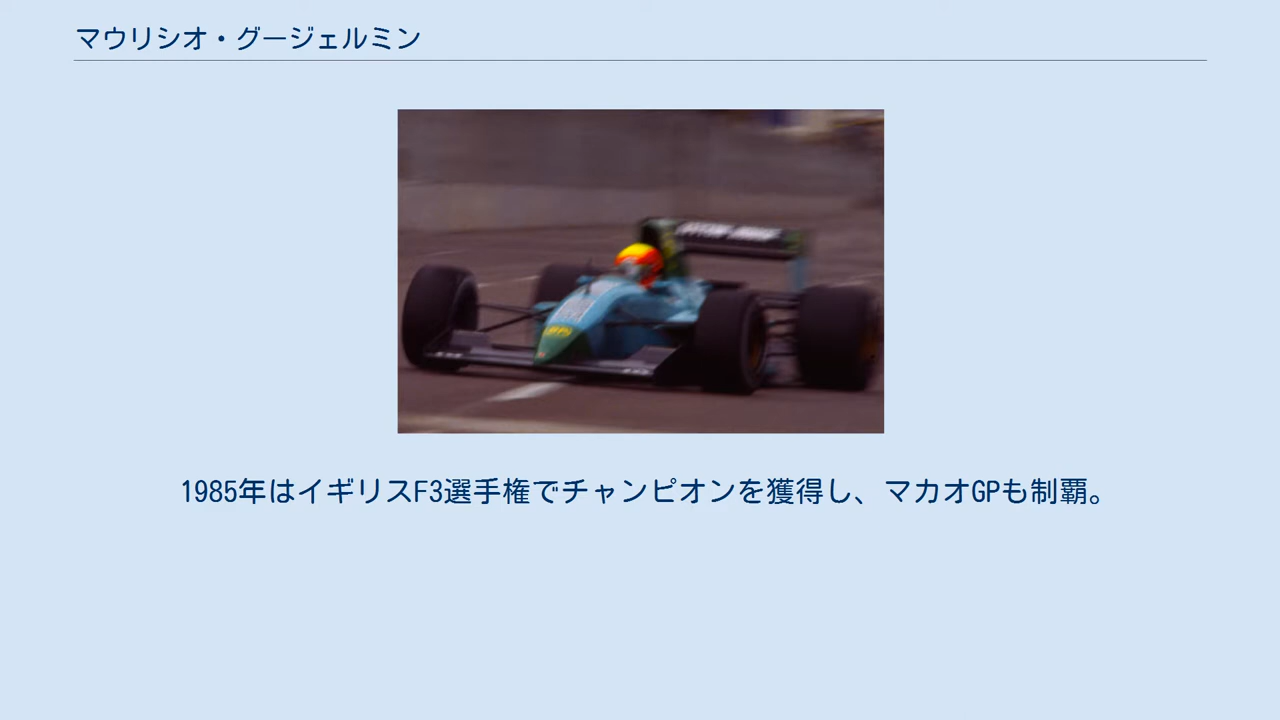 マウリシオ・グージェルミン
1985年はイギリスF3選手権でチャンピオンを獲得し、マカオGPも制覇。